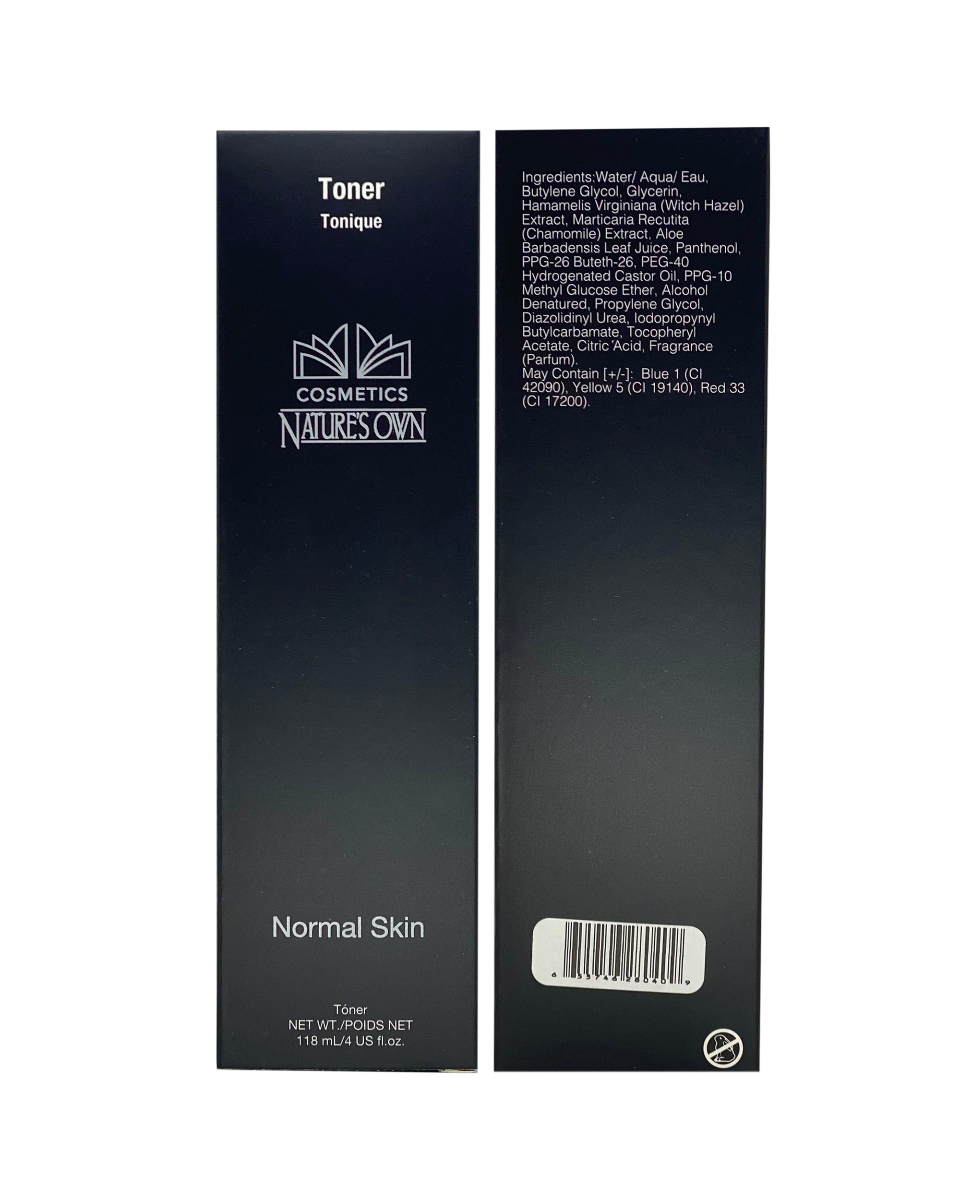 Toner
Tonique
COSMETICS
NATURE'S OWN
Normal Skin
Tóner
NET WT./POIDS NET
118 mL/4 US fl.oz.
Ingredients:Water/ Aqua/ Eau,
Butylene Glycol, Glycerin,
Hamamelis Virginiana (Witch Hazel)
Extract, Marticaria Recutita
(Chamomile) Extract, Aloe
Barbadensis Leaf Juice, Panthenol,
PPG-26 Buteth-26, PEG-40
Hydrogenated Castor Oil, PPG-10
Methyl Glucose Ether, Alcohol
Denatured, Propylene Glycol,
Diazolidinyl Urea, Iodopropynyl
Butylcarbamate, Tocopheryl
Acetate, Citric Acid, Fragrance
(Parfum).
May Contain [+/-]: Blue 1 (CI
42090), Yellow 5 (CI 19140), Red 33
(CI 17200).